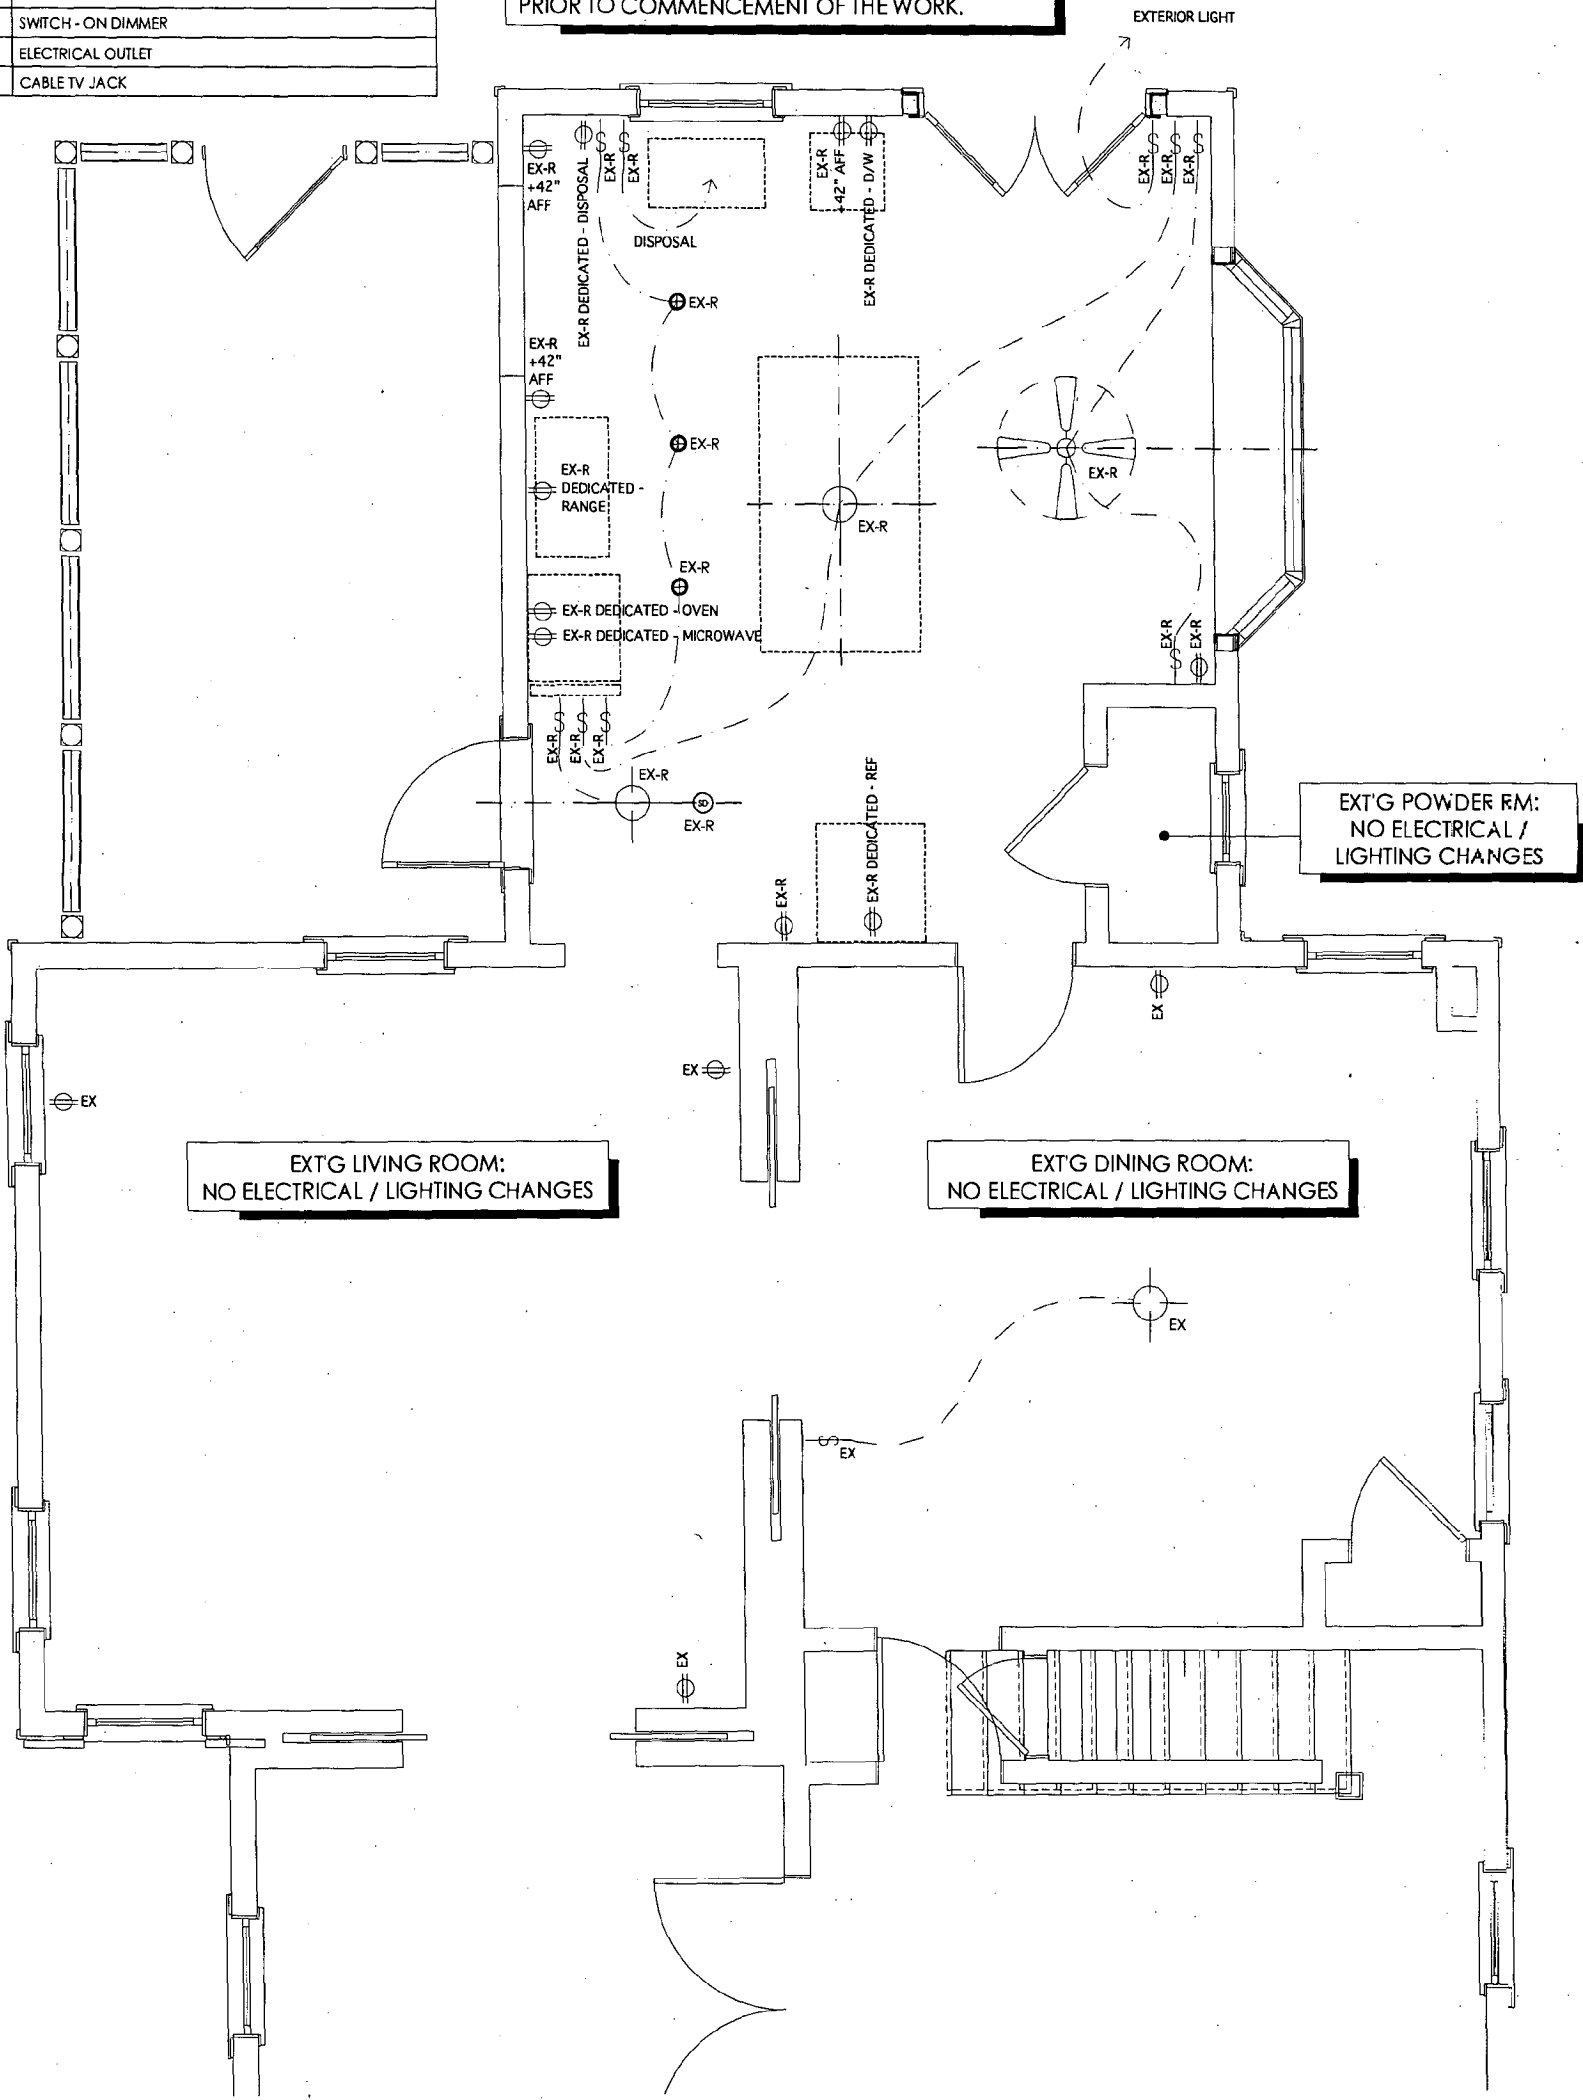 SWITCH - ON DIMMER
ELECTRICAL OUTLET
CABLE TV JACK
PRIOR TO COMMENCEMENT OF THE WORK.
EXTERIOR LIGHT
EX-R
+42"
AFF
EX-R DEDICATED - DISPOSAL
EX-R
EX-R
DISPOSAL
EX-R
+42" AFF
EX-R DEDICATED - D/W
EX-R
EX-R
EX-R
EX-R
EX-R
+42"
AFF
EX-R
EX-R
DEDICATED -
RANGE
EX-R
EX-R
EX-R
EX-R DEDICATED - OVEN
EX-R DEDICATED - MICROWAVE
EX-R
EX-R
S
S
S
S
S
S
S
S
S
EX-R
EX-R
EX-R
EX-R
SD
EX-R
EX-R DEDICATED - REF
EX-R
EXT'G POWDER RM:
NO ELECTRICAL /
LIGHTING CHANGES
EX
EX
EX
EXT'G LIVING ROOM:
NO ELECTRICAL / LIGHTING CHANGES
EXT'G DINING ROOM:
NO ELECTRICAL / LIGHTING CHANGES
EX
S
EX
EX